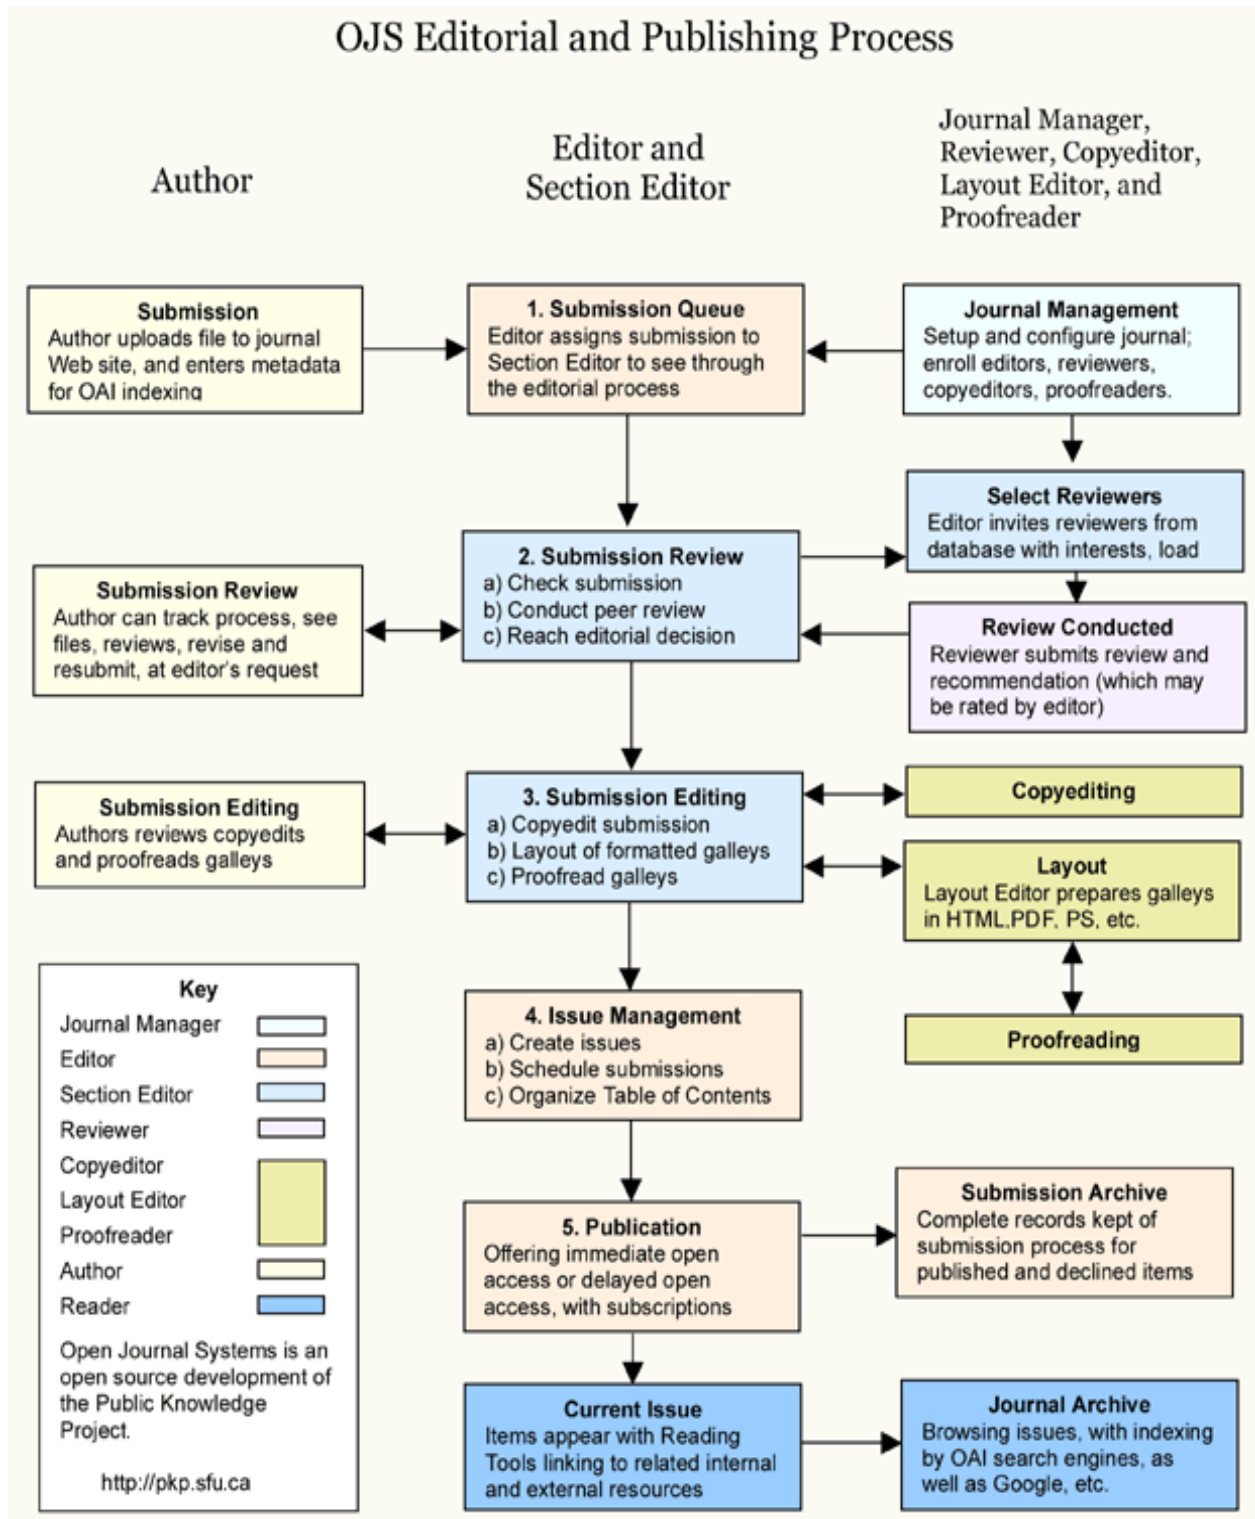 OJS Editorial and Publishing Process
Author
Editor and
Section Editor
Journal Manager,
Reviewer, Copyeditor,
Layout Editor, and
Proofreader
Submission
Author uploads file to journal
Web site, and enters metadata
for OAI indexing
1. Submission Queue
Editor assigns submission to
Section Editor to see through
the editorial process
Journal Management
Setup and configure journal;
enroll editors, reviewers,
copyeditors, proofreaders.
Select Reviewers
Editor invites reviewers from
database with interests, load
2. Submission Review
a) Check submission
b) Conduct peer review
c) Reach editorial decision
Submission Review
Author can track process, see
files, reviews, revise and
resubmit, at editor's request
Review Conducted
Reviewer submits review and
recommendation (which may
be rated by editor)
Submission Editing
Authors reviews copyedits
and proofreads galleys
3. Submission Editing
a) Copyedit submission
b) Layout of formatted galleys
c) Proofread galleys
Copyediting
Layout
Layout Editor prepares galleys
in HTML,PDF, PS, etc.
Proofreading
Key
Journal Manager
Editor
Section Editor
Reviewer
Copyeditor
Layout Editor
Proofreader
Author
Reader
Open Journal Systems is an
open source development of
the Public Knowledge
Project.
http://pkp.sfu.ca
4. Issue Management
a) Create issues
b) Schedule submissions
c) Organize Table of Contents
5. Publication
Offering immediate open
access or delayed open
access, with subscriptions
Submission Archive
Complete records kept of
submission process for
published and declined items
Current Issue
Items appear with Reading
Tools linking to related internal
and external resources
Journal Archive
Browsing issues, with indexing
by OAI search engines, as
well as Google, etc.